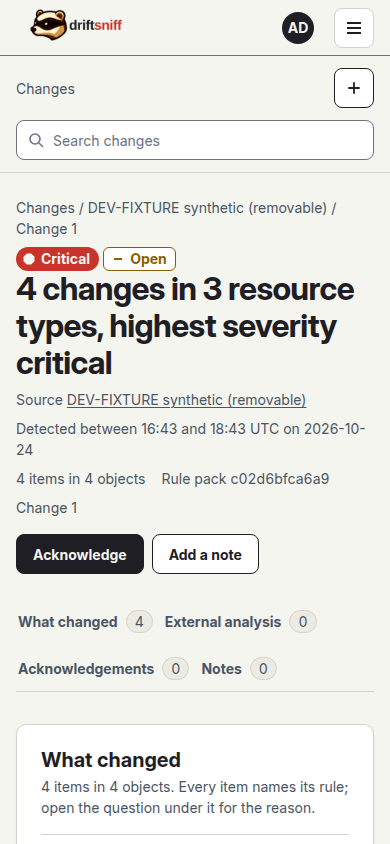 driftsniff
AD
Changes
Search changes
Changes / DEV-FIXTURE synthetic (removable) /
Change 1
Critical
Open
4 changes in 3 resource
types, highest severity
critical
Source DEV-FIXTURE synthetic (removable)
Detected between 16:43 and 18:43 UTC on 2026-10-
24
4 items in 4 objects Rule pack c02d6bfca6a9
Change 1
Acknowledge Add a note
What changed 4 External analysis 0
Acknowledgements 0 Notes 0
What changed
4 items in 4 objects. Every item names its rule;
open the question under it for the reason.